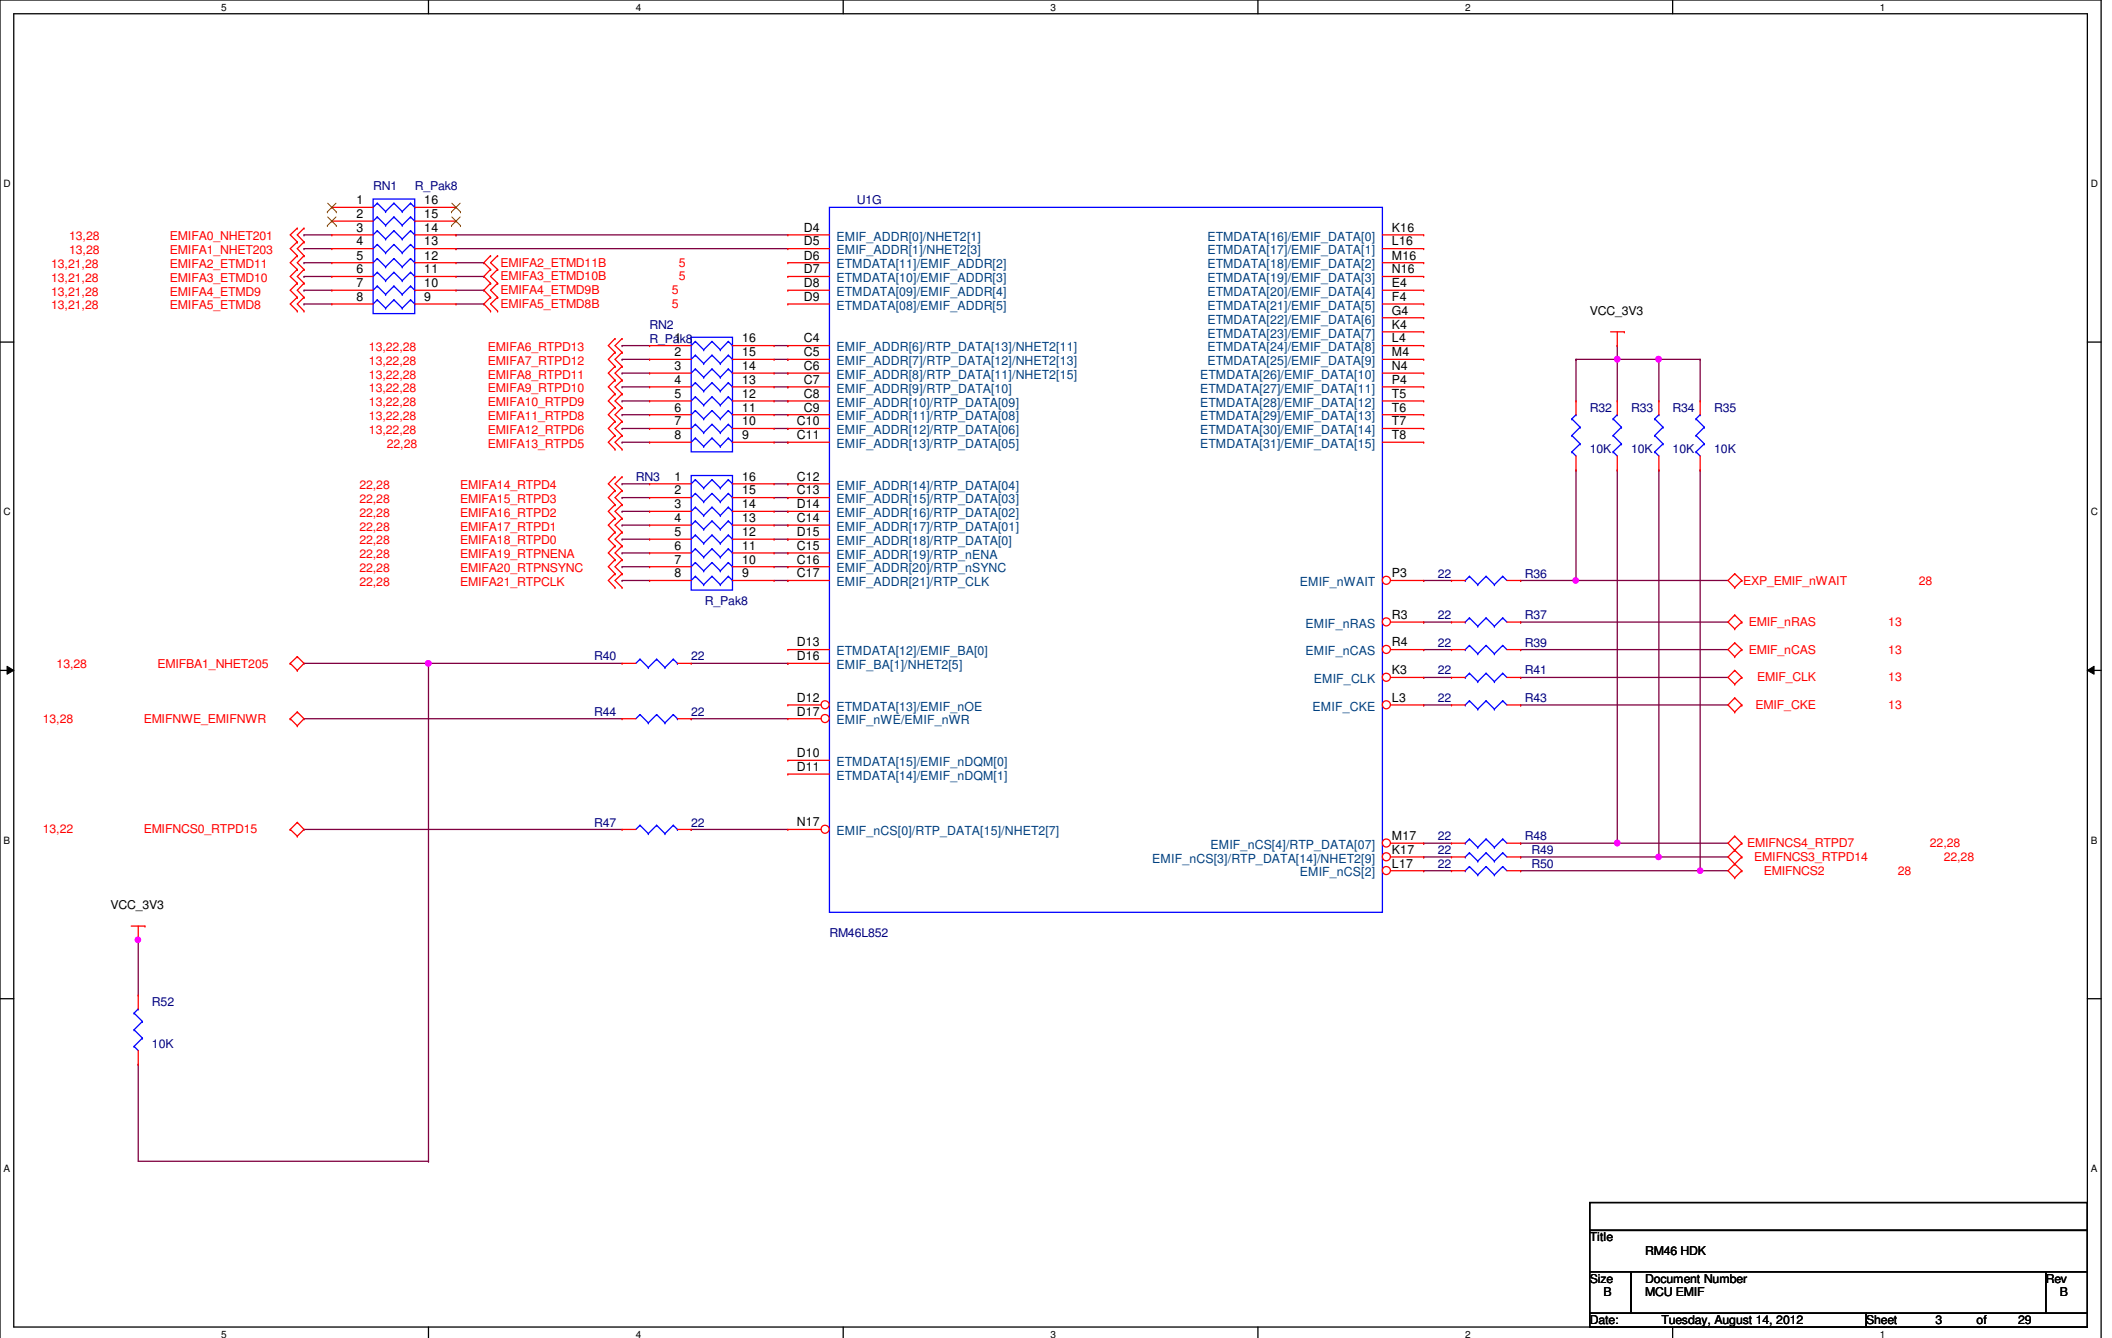 5 4 3 2 1
D D
C C
B B
A A
RN1 R_Pak8
1 16
2 15
13,28 EMIFA0_NHET201 3 14
13,28 EMIFA1_NHET203 4 13
13,21,28 EMIFA2_ETMD11 5 12 EMIFA2_ETMD11B 5
13,21,28 EMIFA3_ETMD10 6 11 EMIFA3_ETMD10B 5
13,21,28 EMIFA4_ETMD9 7 10 EMIFA4_ETMD9B 5
13,21,28 EMIFA5_ETMD8 8 9 EMIFA5_ETMD8B 5
U1G
D4 EMIF_ADDR[0]/NHET2[1]
D5 EMIF_ADDR[1]/NHET2[3]
D6 ETMDATA[11]/EMIF_ADDR[2]
D7 ETMDATA[10]/EMIF_ADDR[3]
D8 ETMDATA[09]/EMIF_ADDR[4]
D9 ETMDATA[08]/EMIF_ADDR[5]
RN2
R_Pak8
13,22,28 EMIFA6_RTPD13 1 16 C4 EMIF_ADDR[6]/RTP_DATA[13]/NHET2[11]
13,22,28 EMIFA7_RTPD12 2 15 C5 EMIF_ADDR[7]/RTP_DATA[12]/NHET2[13]
13,22,28 EMIFA8_RTPD11 3 14 C6 EMIF_ADDR[8]/RTP_DATA[11]/NHET2[15]
13,22,28 EMIFA9_RTPD10 4 13 C7 EMIF_ADDR[9]/RTP_DATA[10]
13,22,28 EMIFA10_RTPD9 5 12 C8 EMIF_ADDR[10]/RTP_DATA[09]
13,22,28 EMIFA11_RTPD8 6 11 C9 EMIF_ADDR[11]/RTP_DATA[08]
13,22,28 EMIFA12_RTPD6 7 10 C10 EMIF_ADDR[12]/RTP_DATA[06]
22,28 EMIFA13_RTPD5 8 9 C11 EMIF_ADDR[13]/RTP_DATA[05]
RN3
22,28 EMIFA14_RTPD4 1 16 C12 EMIF_ADDR[14]/RTP_DATA[04]
22,28 EMIFA15_RTPD3 2 15 C13 EMIF_ADDR[15]/RTP_DATA[03]
22,28 EMIFA16_RTPD2 3 14 D14 EMIF_ADDR[16]/RTP_DATA[02]
22,28 EMIFA17_RTPD1 4 13 C14 EMIF_ADDR[17]/RTP_DATA[01]
22,28 EMIFA18_RTPD0 5 12 D15 EMIF_ADDR[18]/RTP_DATA[0]
22,28 EMIFA19_RTPNENA 6 11 C15 EMIF_ADDR[19]/RTP_nENA
22,28 EMIFA20_RTPNSYNC 7 10 C16 EMIF_ADDR[20]/RTP_nSYNC
22,28 EMIFA21_RTPCLK 8 9 C17 EMIF_ADDR[21]/RTP_CLK
R_Pak8
D13 ETMDATA[12]/EMIF_BA[0]
13,28 EMIFBA1_NHET205 R40 22 D16 EMIF_BA[1]/NHET2[5]
D12 ETMDATA[13]/EMIF_nOE
13,28 EMIFNWE_EMIFNWR R44 22 D17 EMIF_nWE/EMIF_nWR
D10 ETMDATA[15]/EMIF_nDQM[0]
D11 ETMDATA[14]/EMIF_nDQM[1]
13,22 EMIFNCS0_RTPD15 R47 22 N17 EMIF_nCS[0]/RTP_DATA[15]/NHET2[7]
ETMDATA[16]/EMIF_DATA[0] K16
ETMDATA[17]/EMIF_DATA[1] L16
ETMDATA[18]/EMIF_DATA[2] M16
ETMDATA[19]/EMIF_DATA[3] N16
ETMDATA[20]/EMIF_DATA[4] E4
ETMDATA[21]/EMIF_DATA[5] F4
ETMDATA[22]/EMIF_DATA[6] G4
ETMDATA[23]/EMIF_DATA[7] K4
ETMDATA[24]/EMIF_DATA[8] L4
ETMDATA[25]/EMIF_DATA[9] M4
ETMDATA[26]/EMIF_DATA[10] N4
ETMDATA[27]/EMIF_DATA[11] P4
ETMDATA[28]/EMIF_DATA[12] T5
ETMDATA[29]/EMIF_DATA[13] T6
ETMDATA[30]/EMIF_DATA[14] T7
ETMDATA[31]/EMIF_DATA[15] T8
VCC_3V3
R32 R33 R34 R35
10K 10K 10K 10K
EMIF_nWAIT P3 22 R36 EXP_EMIF_nWAIT 28
EMIF_nRAS R3 22 R37 EMIF_nRAS 13
EMIF_nCAS R4 22 R39 EMIF_nCAS 13
EMIF_CLK K3 22 R41 EMIF_CLK 13
EMIF_CKE L3 22 R43 EMIF_CKE 13
EMIF_nCS[4]/RTP_DATA[07] M17 22 R48 EMIFNCS4_RTPD7 22,28
EMIF_nCS[3]/RTP_DATA[14]/NHET2[9] K17 22 R49 EMIFNCS3_RTPD14 22,28
EMIF_nCS[2] L17 22 R50 EMIFNCS2 28
RM46L852
VCC_3V3
R52
10K
Title
RM46 HDK
Size Document Number Rev
B MCU EMIF B
Date: Tuesday, August 14, 2012 Sheet 3 of 29
5 4 3 2 1